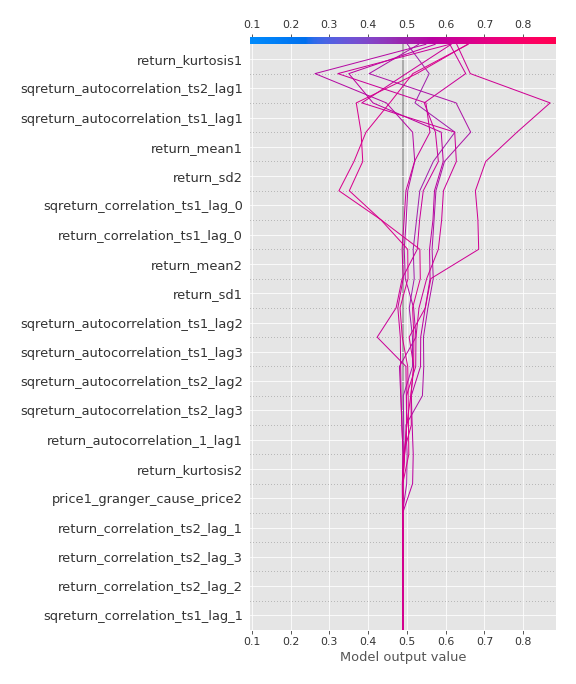 0.1 0.2 0.3 0.4 0.5 0.6 0.7 0.8
return_kurtosis1
sqreturn_autocorrelation_ts2_lag1
sqreturn_autocorrelation_ts1_lag1
return_mean1
return_sd2
sqreturn_correlation_ts1_lag_0
return_correlation_ts1_lag_0
return_mean2
return_sd1
sqreturn_autocorrelation_ts1_lag2
sqreturn_autocorrelation_ts1_lag3
sqreturn_autocorrelation_ts2_lag2
sqreturn_autocorrelation_ts2_lag3
return_autocorrelation_1_lag1
return_kurtosis2
price1_granger_cause_price2
return_correlation_ts2_lag_1
return_correlation_ts2_lag_3
return_correlation_ts2_lag_2
sqreturn_correlation_ts1_lag_1
0.1 0.2 0.3 0.4 0.5 0.6 0.7 0.8
Model output value